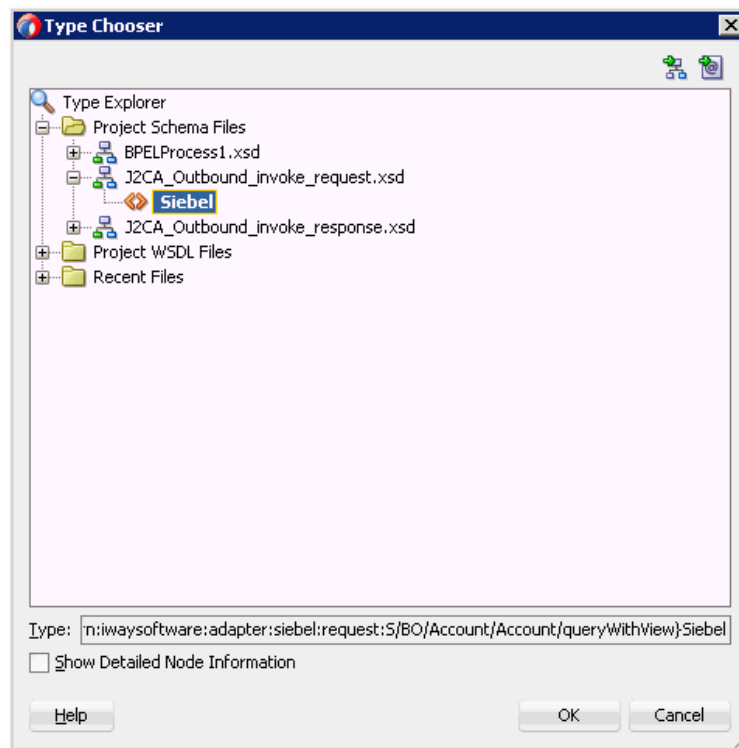 Type Chooser
Type Explorer
Project Schema Files
BPELProcess1.xsd
J2CA_Outbound_invoke_request.xsd
Siebel
J2CA_Outbound_invoke_response.xsd
Project WSDL Files
Recent Files
Type: n:iwaysoftware:adapter:siebel:request:S/BO/Account/Account/queryWithView}Siebel
Show Detailed Node Information
Help OK Cancel